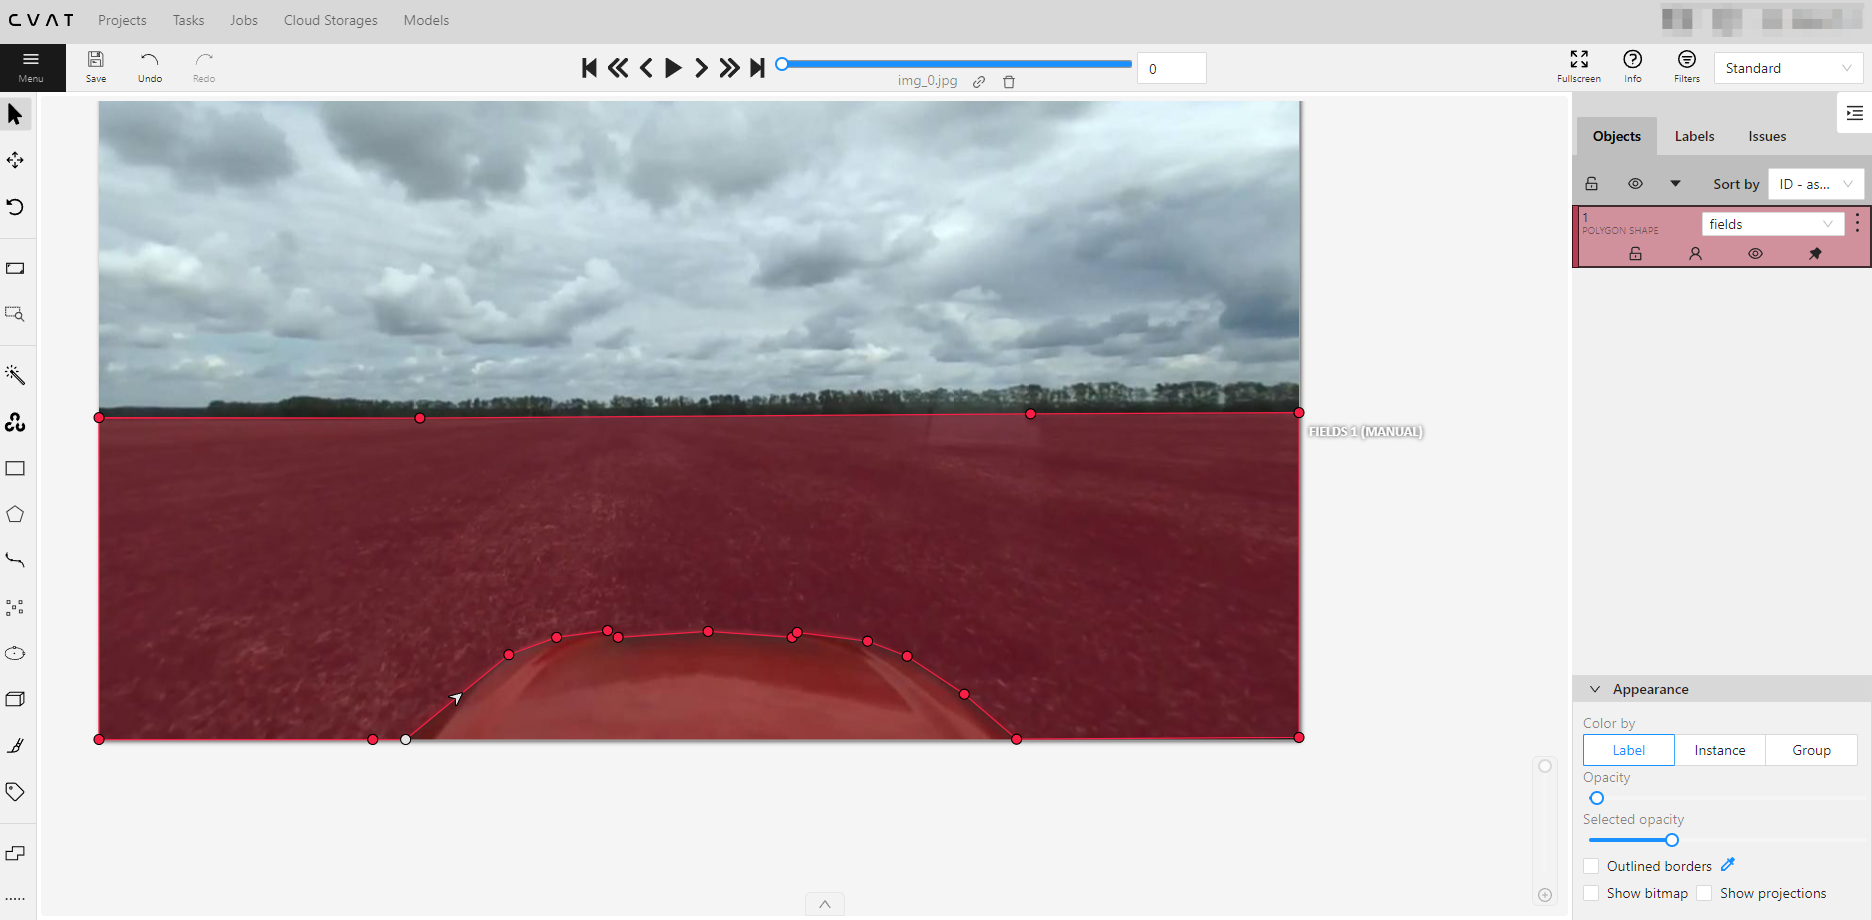 CVAT Projects Tasks Jobs Cloud Storages Models
Menu Save Undo Redo img_0.jpg 0 Fullscreen Info Filters Standard
Objects Labels Issues
Sort by ID - as...
1
POLYGON SHAPE fields
FIELDS 1 (MANUAL)
Appearance
Color by
Label Instance Group
Opacity
Selected opacity
Outlined borders
Show bitmap Show projections